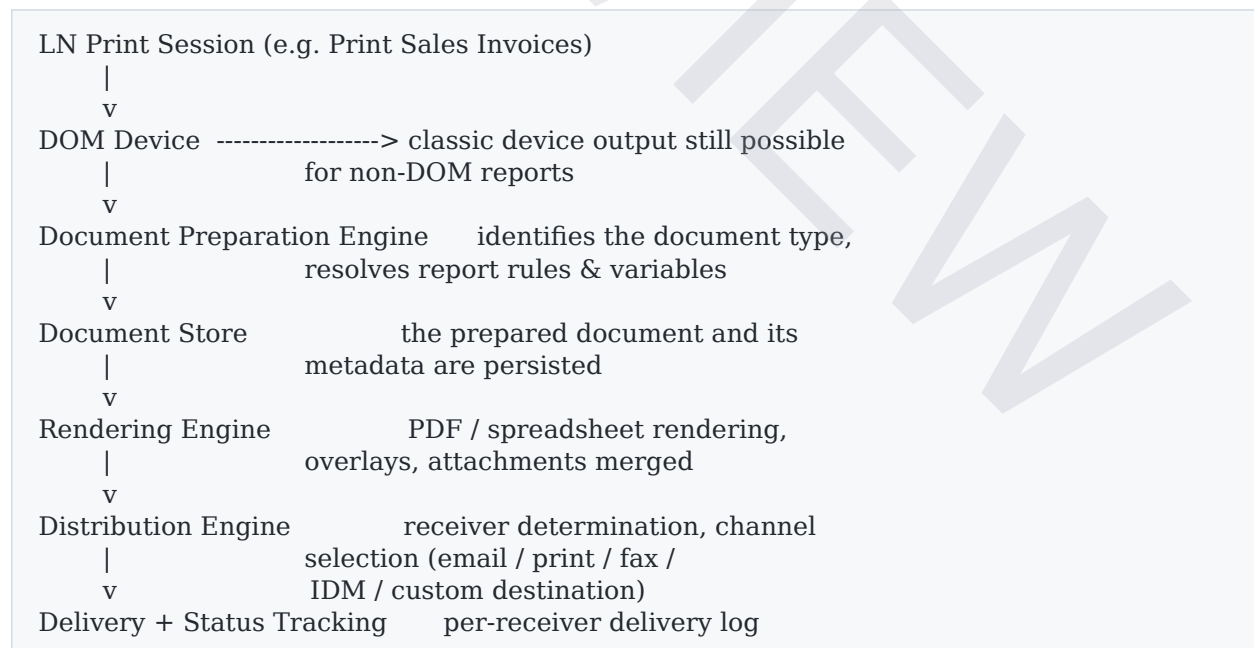 LN Print Session (e.g. Print Sales Invoices)
|
v
DOM Device -------------------> classic device output still possible
| for non-DOM reports
v
Document Preparation Engine identifies the document type,
| resolves report rules & variables
v
Document Store the prepared document and its
| metadata are persisted
v
Rendering Engine PDF / spreadsheet rendering,
| overlays, attachments merged
v
Distribution Engine receiver determination, channel
| selection (email / print / fax /
v IDM / custom destination)
Delivery + Status Tracking per-receiver delivery log
IEW